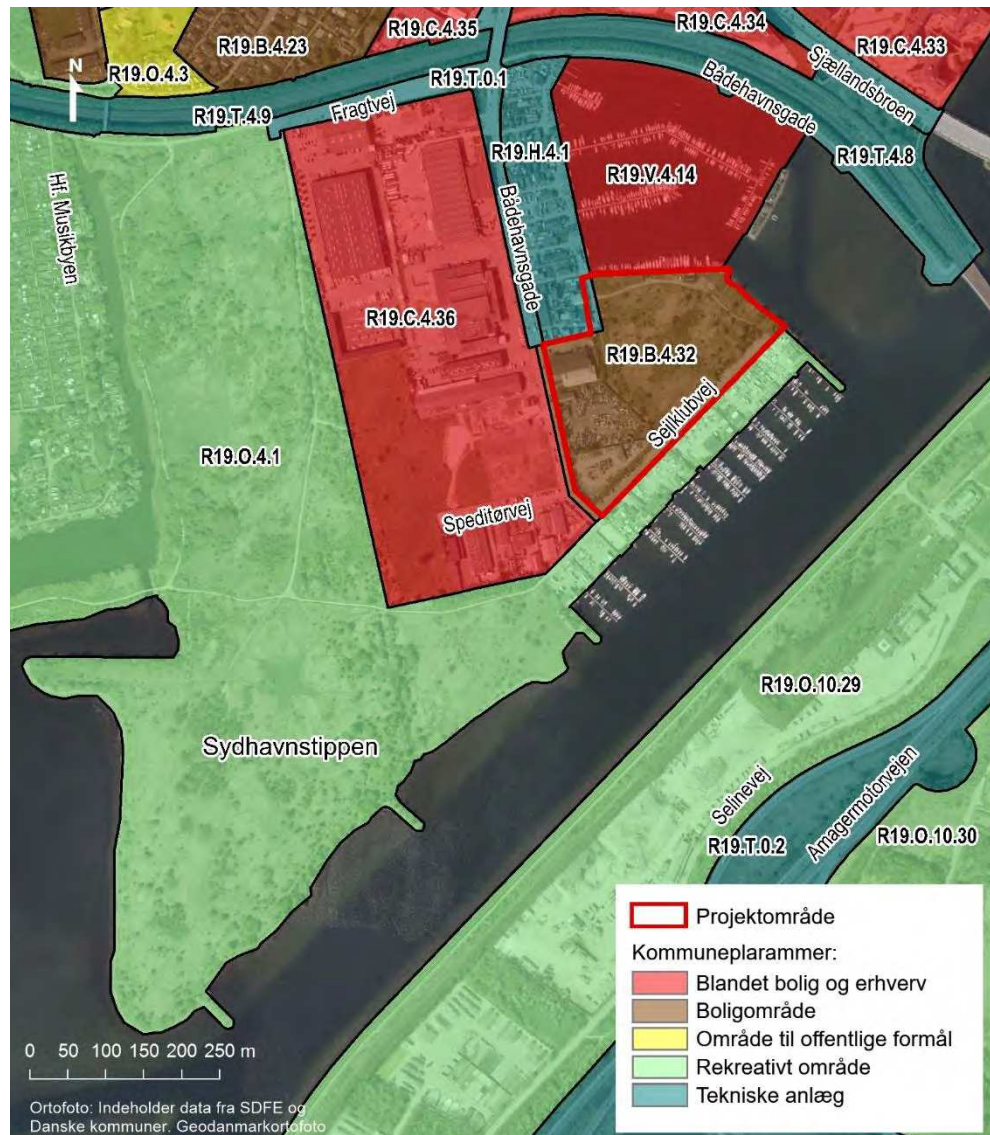 R19.C.4.35
R19.C.4.34
R19.B.4.23
R19.C.4.33
R19.O.4.3
N
R19.T.0.1
Sjællandsbroen
Bådehavnsgade
R19.T.4.9
Fragtvej
R19.H.4.1
R19.T.4.8
R19.V.4.14
Hf. Musikbyen
Bådehavnsgade
R19.C.4.36
R19.B.4.32
Sejlklubvej
R19.O.4.1
Speditørvej
R19.O.10.29
Sydhavnstippen
Selinevej
Amagermotorvejen
R19.T.0.2
R19.O.10.30
Projektområde
Kommuneplarammer:
Blandet bolig og erhverv
Boligområde
Område til offentlige formål
Rekreativt område
Tekniske anlæg
0 50 100 150 200 250 m
Ortofoto: Indeholder data fra SDFE og
Danske kommuner. Geodanmarkortofoto